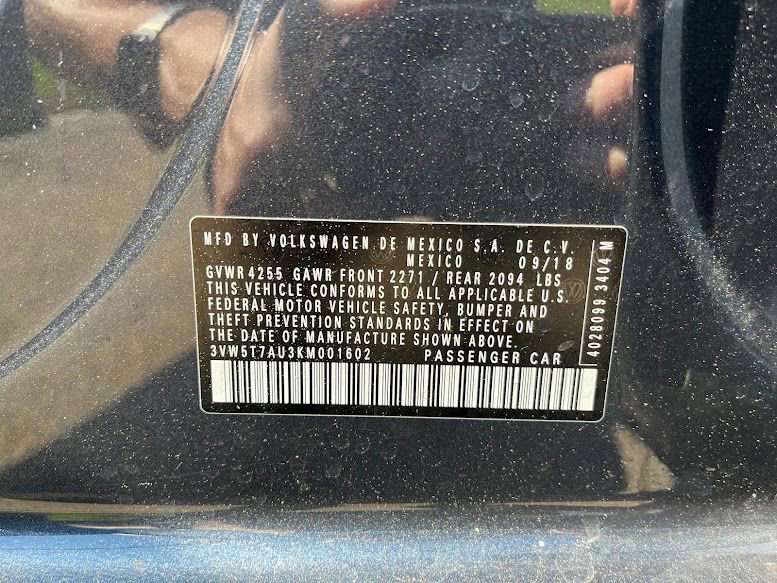 MFD BY VOLKSWAGEN DE MEXICO S.A. DE C.V.
MEXICO 09/18
GVWR 4255 GAWR FRONT 2271 / REAR 2094 LBS
THIS VEHICLE CONFORMS TO ALL APPLICABLE U.S.
FEDERAL MOTOR VEHICLE SAFETY, BUMPER AND
THEFT PREVENTION STANDARDS IN EFFECT ON
THE DATE OF MANUFACTURE SHOWN ABOVE.
3VW5T7AU3KM001602 PASSENGER CAR
4028099 3404 M